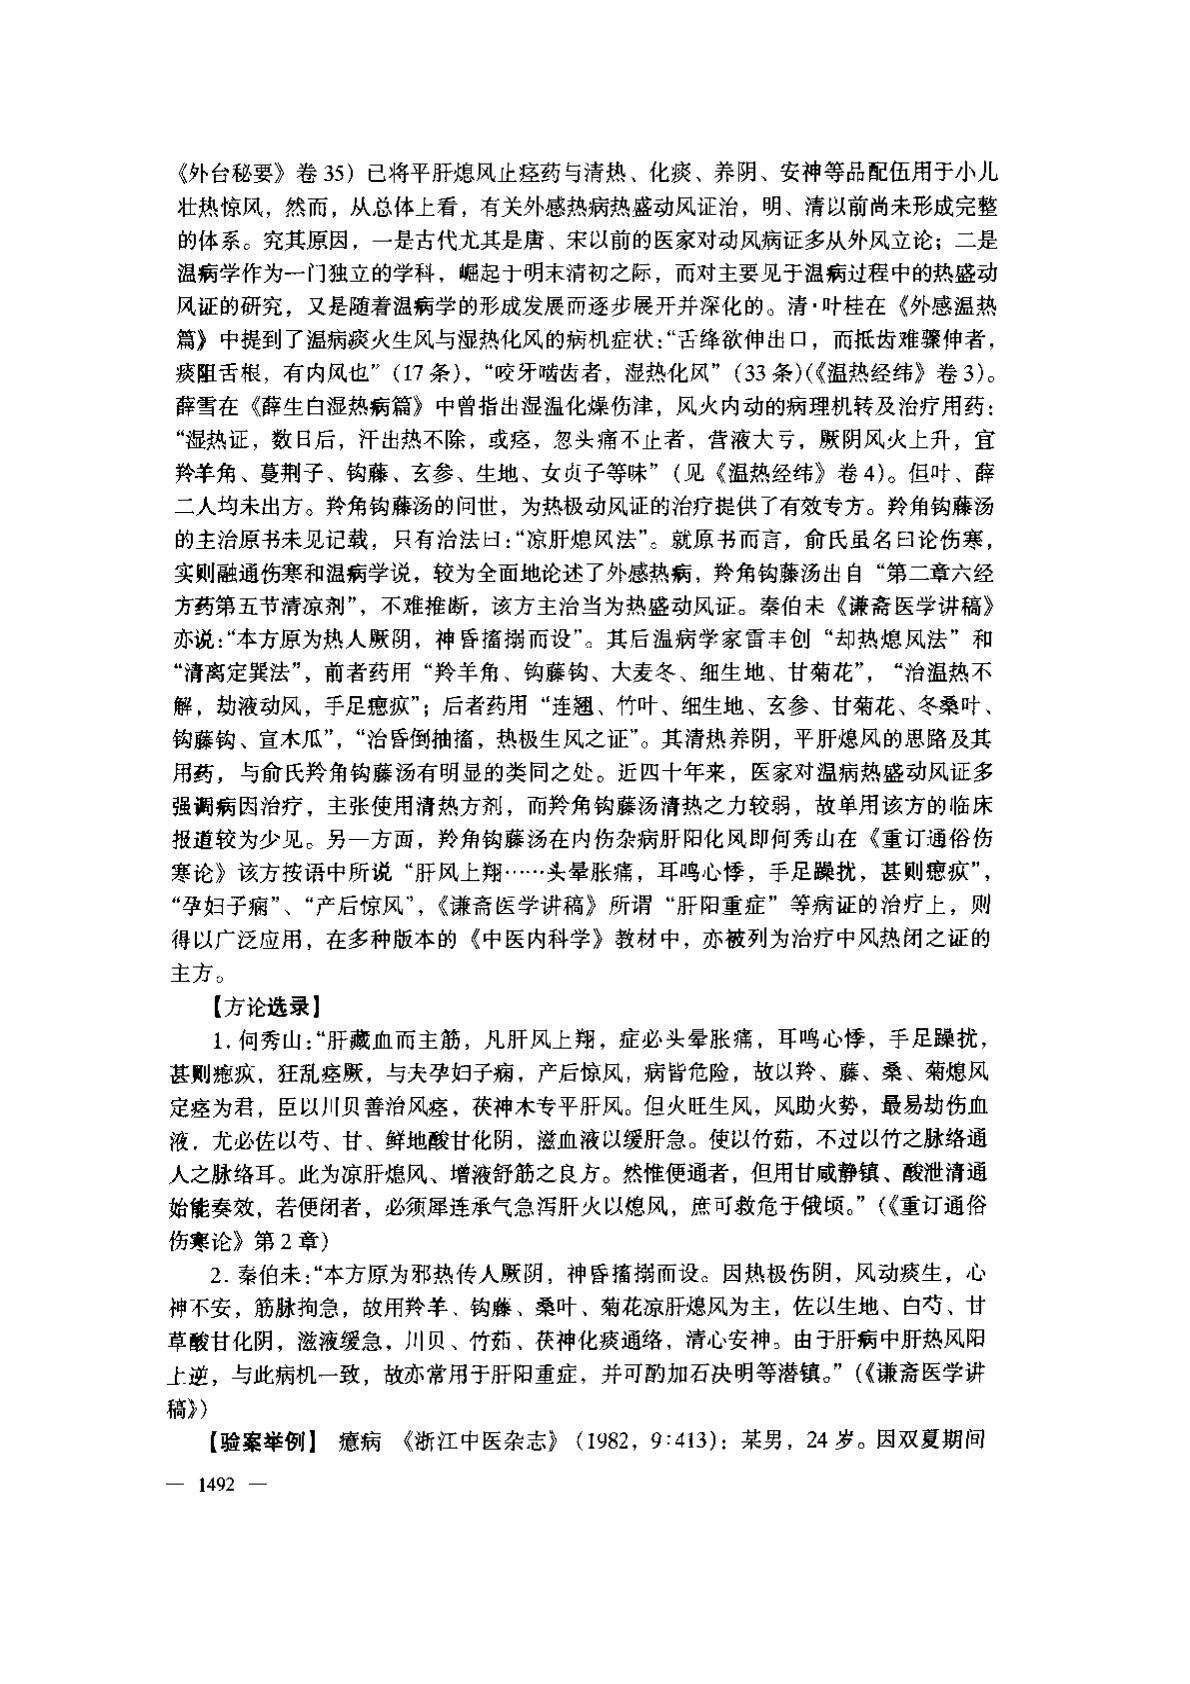 《外台秘要》卷 35）已将平肝熄风止痉药与清热、化痰、养阴、安神等品配伍用于小儿
壮热惊风，然而，从总体上看，有关外感热病热盛动风证治，明、清以前尚未形成完整
的体系。究其原因，一是古代尤其是唐、宋以前的医家对动风病证多从外风立论；二是
温病学作为一门独立的学科，崛起于明末清初之际，而对主要见于温病过程中的热盛动
风证的研究，又是随着温病学的形成发展而逐步展开并深化的。清·叶桂在《外感温热
篇》中提到了温病痰火生风与湿热化风的病机症状：“舌绛欲伸出口，而抵齿难骤伸者，
痰阻舌根，有内风也”（17 条），“咬牙啮齿者，湿热化风”（33 条）（《温热经纬》卷 3）。
薛雪在《薛生白湿热病篇》中曾指出湿温化燥伤津，风火内动的病理机转及治疗用药：
“湿热证，数日后，汗出热不除，或痉，忽头痛不止者，营液大亏，厥阴风火上升，宜
羚羊角、蔓荆子、钩藤、玄参、生地、女贞子等味”（见《温热经纬》卷 4）。但叶、薛
二人均未出方。羚角钩藤汤的问世，为热极动风证的治疗提供了有效专方。羚角钩藤汤
的主治原书未见记载，只有治法曰：“凉肝熄风法”。就原书而言，俞氏虽名曰论伤寒，
实则融通伤寒和温病学说，较为全面地论述了外感热病，羚角钩藤汤出自“第二章六经
方药第五节清凉剂”，不难推断，该方主治当为热盛动风证。秦伯未《谦斋医学讲稿》
亦说：“本方原为热人厥阴，神昏搐搦而设”。其后温病学家雷丰创“却热熄风法”和
“清离定巽法”，前者药用“羚羊角、钩藤钩、大麦冬、细生地、甘菊花”，“治温热不
解，劫液动风，手足瘛疭”；后者药用“连翘、竹叶、细生地、玄参、甘菊花、冬桑叶、
钩藤钩、宣木瓜”，“治昏倒抽搐，热极生风之证”。其清热养阴，平肝熄风的思路及其
用药，与俞氏羚角钩藤汤有明显的类同之处。近四十年来，医家对温病热盛动风证多
强调病因治疗，主张使用清热方剂，而羚角钩藤汤清热之力较弱，故单用该方的临床
报道较为少见。另一方面，羚角钩藤汤在内伤杂病肝阳化风即何秀山在《重订通俗伤
寒论》该方按语中所说“肝风上翔……头晕胀痛，耳鸣心悸，手足躁扰，甚则瘛疭”，
“孕妇子痫”、“产后惊风”，《谦斋医学讲稿》所谓“肝阳重症”等病证的治疗上，则
得以广泛应用，在多种版本的《中医内科学》教材中，亦被列为治疗中风热闭之证的
主方。
【方论选录】
1. 何秀山：“肝藏血而主筋，凡肝风上翔，症必头晕胀痛，耳鸣心悸，手足躁扰，
甚则瘛疭，狂乱痉厥，与夫孕妇子痫，产后惊风，病皆危险，故以羚、藤、桑、菊熄风
定痉为君，臣以川贝善治风痉，茯神木专平肝风。但火旺生风，风助火势，最易劫伤血
液，尤必佐以芍、甘、鲜地酸甘化阴，滋血液以缓肝急。使以竹茹，不过以竹之脉络通
人之脉络耳。此为凉肝熄风、增液舒筋之良方。然惟便通者，但用甘咸静镇、酸泄清通
始能奏效，若便闭者，必须犀连承气急泻肝火以熄风，庶可救危于俄顷。”（《重订通俗
伤寒论》第 2 章）
2. 秦伯未：“本方原为邪热传人厥阴，神昏搐搦而设。因热极伤阴，风动痰生，心
神不安，筋脉拘急，故用羚羊、钩藤、桑叶、菊花凉肝熄风为主，佐以生地、白芍、甘
草酸甘化阴，滋液缓急，川贝、竹茹、茯神化痰通络，清心安神。由于肝病中肝热风阳
上逆，与此病机一致，故亦常用于肝阳重症，并可酌加石决明等潜镇。”（《谦斋医学讲
稿》）
【验案举例】 癔病 《浙江中医杂志》（1982，9:413）：某男，24 岁。因双夏期间
— 1492 —